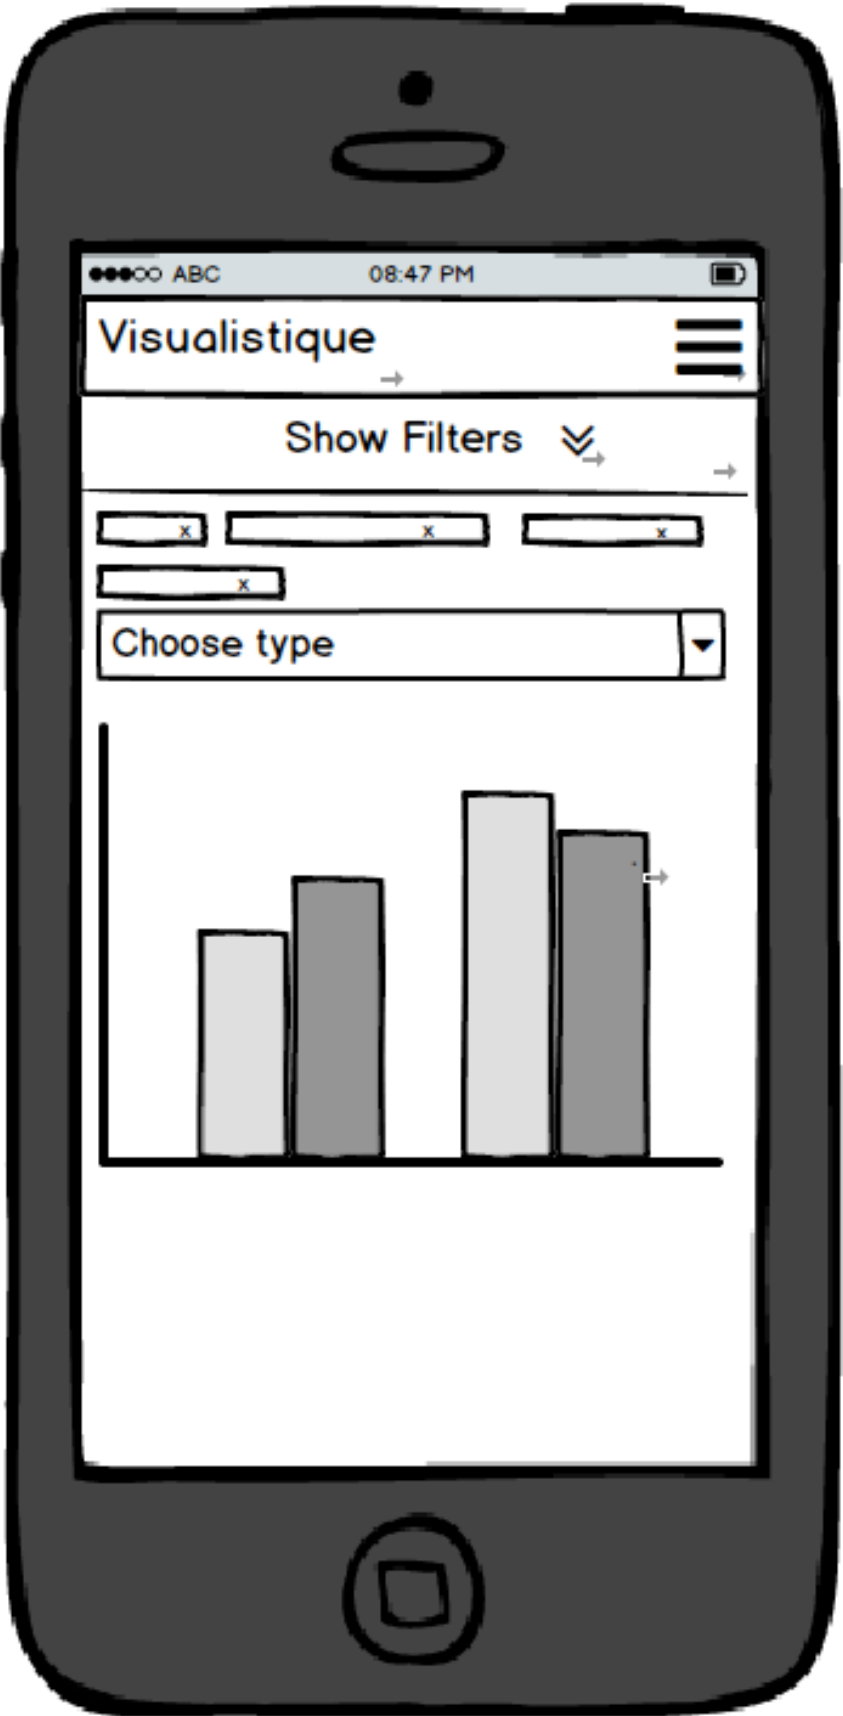 ABC 08:47 PM
Visualistique
Show Filters
x x x
x
Choose type